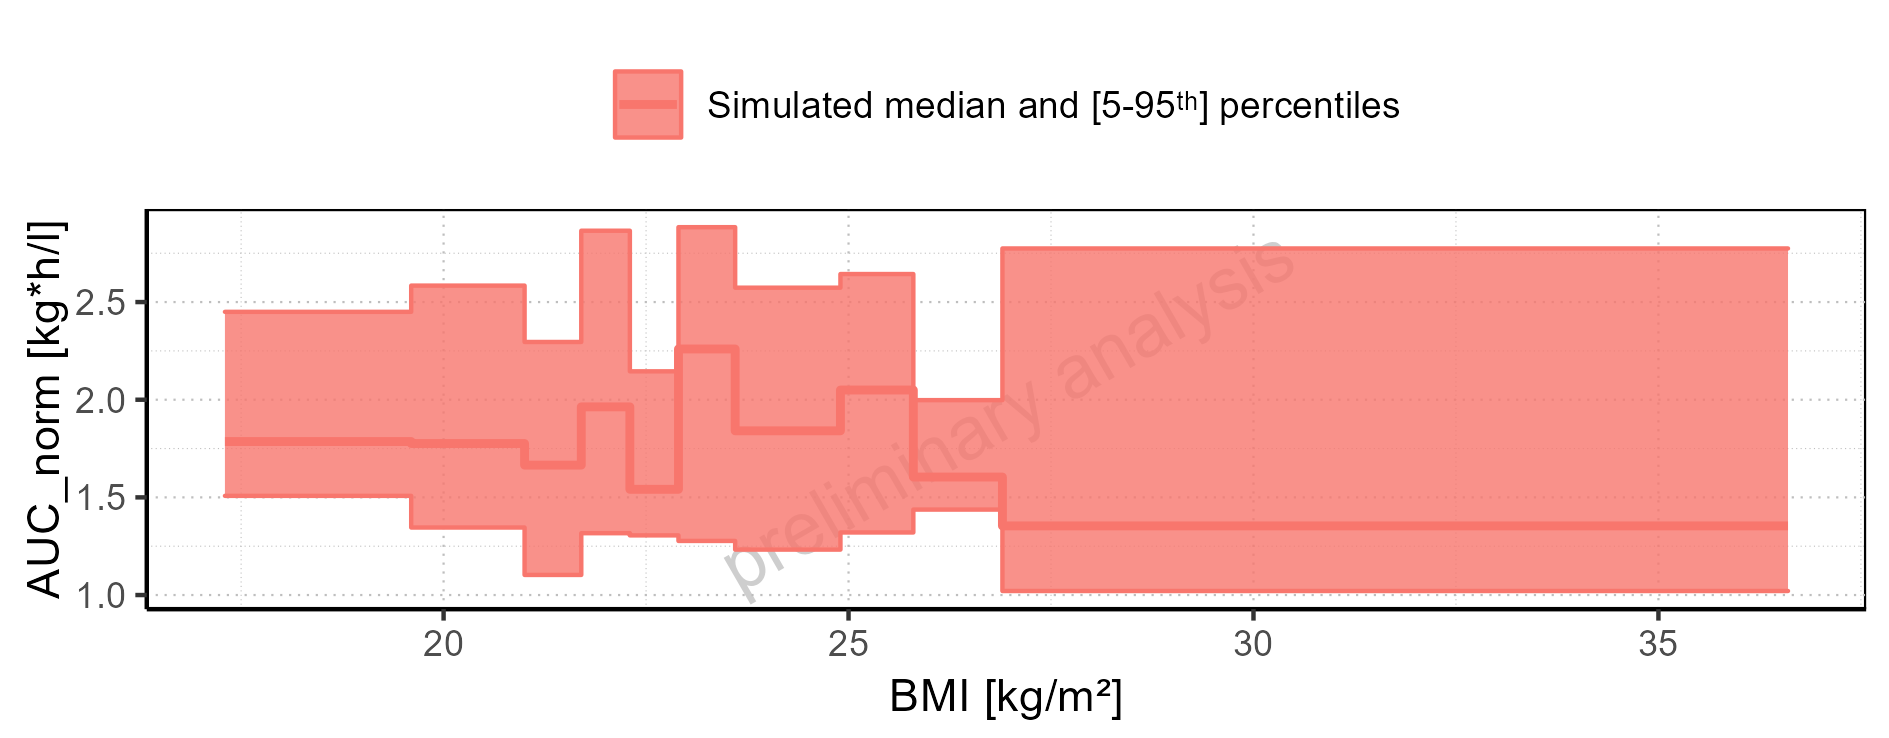 Simulated median and [5-95ᵗʰ] percentiles
AUC_norm [kg*h/l]
2.5
2.0
1.5
1.0
preliminary analysis
20 25 30 35
BMI [kg/m²]